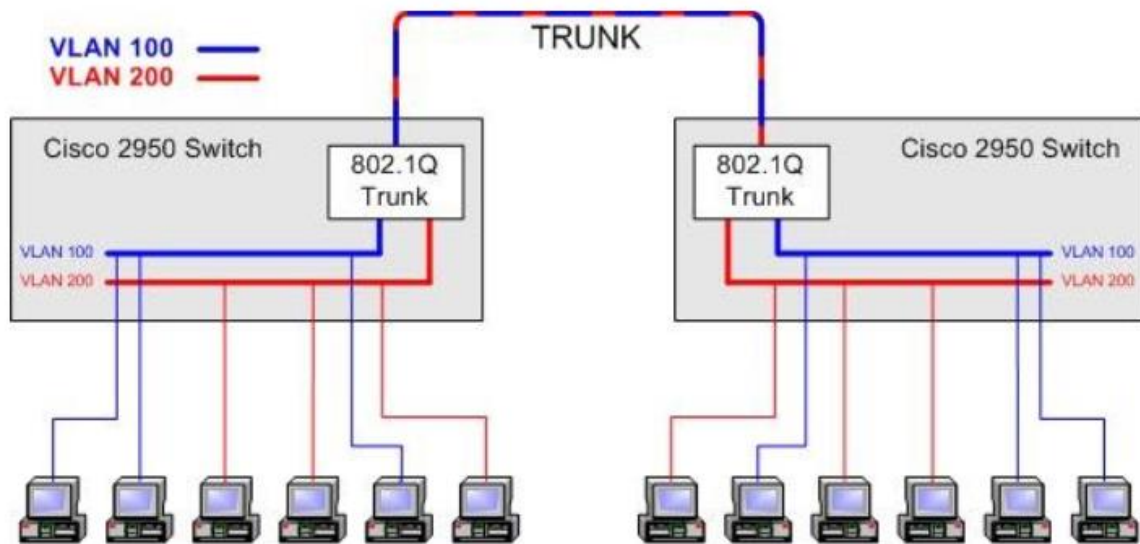 TRUNK
VLAN 100
VLAN 200
Cisco 2950 Switch
802.1Q
Trunk
VLAN 100
VLAN 200
802.1Q
Trunk
Cisco 2950 Switch
VLAN 100
VLAN 200